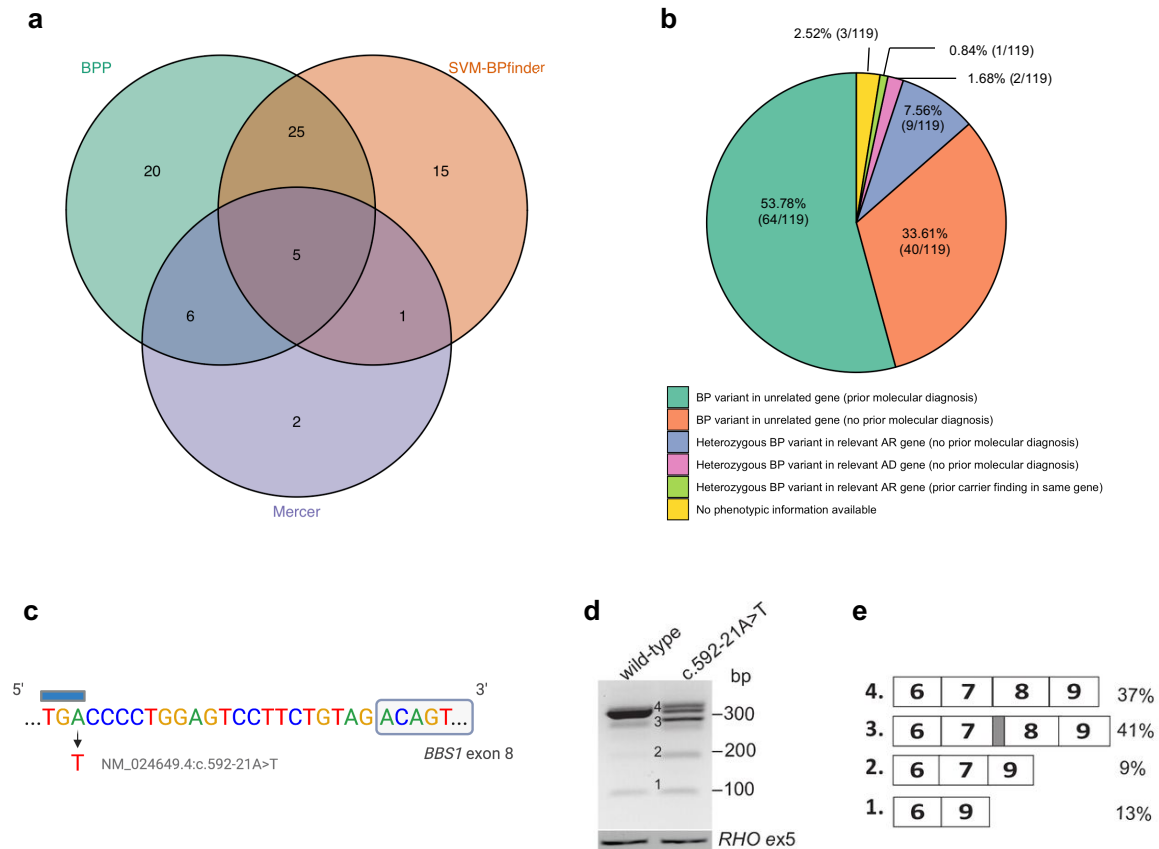 a
BPP
SVM-BPfinder
20
25
15
5
6
1
2
Mercer
b
2.52% (3/119)
0.84% (1/119)
1.68% (2/119)
7.56%
(9/119)
53.78%
(64/119)
33.61%
(40/119)
BP variant in unrelated gene (prior molecular diagnosis)
BP variant in unrelated gene (no prior molecular diagnosis)
Heterozygous BP variant in relevant AR gene (no prior molecular diagnosis)
Heterozygous BP variant in relevant AD gene (no prior molecular diagnosis)
Heterozygous BP variant in relevant AR gene (prior carrier finding in same gene)
No phenotypic information available
c
5' 3'
...TGACCCCTGGAGTCCTTCTGTAGACAGT...
T NM_024649.4:c.592-21A>T
BBS1 exon 8
d
wild-type
c.592-21A>T
bp
4
3
2
1
300
200
100
RHO ex5
e
4. 6 7 8 9 37%
3. 6 7 8 9 41%
2. 6 7 9 9%
1. 6 9 13%